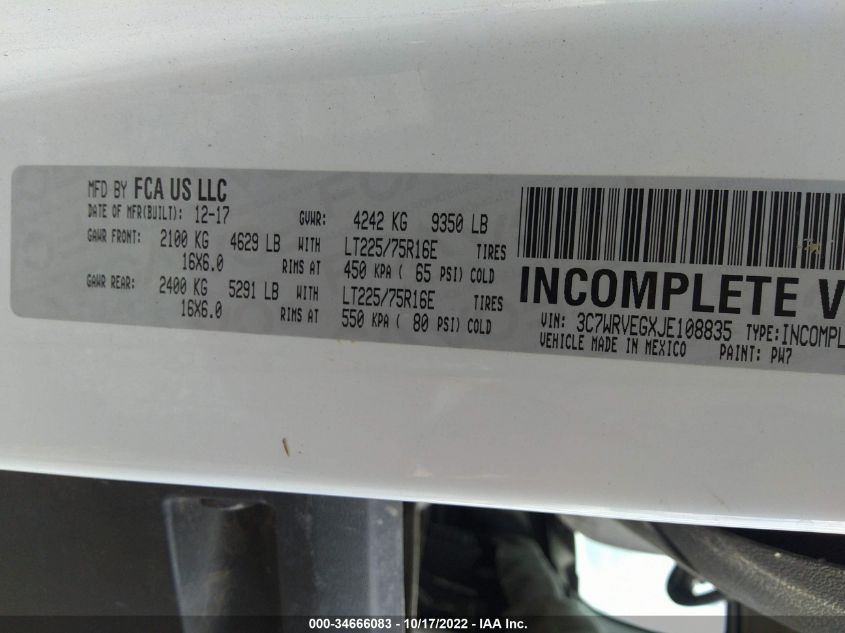 MFD BY FCA US LLC
DATE OF MFR(BUILT): 12-17 GVWR: 4242 KG 9350 LB
GAWR FRONT: 2100 KG 4629 LB WITH LT225/75R16E TIRES
16X6.0 RIMS AT 450 KPA ( 65 PSI) COLD
GAWR REAR: 2400 KG 5291 LB WITH LT225/75R16E TIRES
16X6.0 RIMS AT 550 KPA ( 80 PSI) COLD
INCOMPLETE V
VIN: 3C7WRVEGXJE108835 TYPE:INCOMPL
VEHICLE MADE IN MEXICO PAINT: PW7
000-34666083 - 10/17/2022 - IAA Inc.